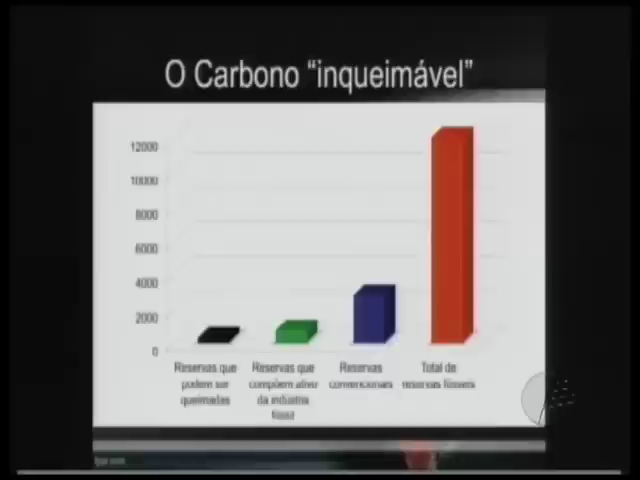 O Carbono “inqueimável”
12000
10000
8000
6000
4000
2000
0
Reservas que
podem ser
queimadas
Reservas que
compõem ativo
da indústria
fóssil
Reservas
convencionais
Total de
reservas fósseis